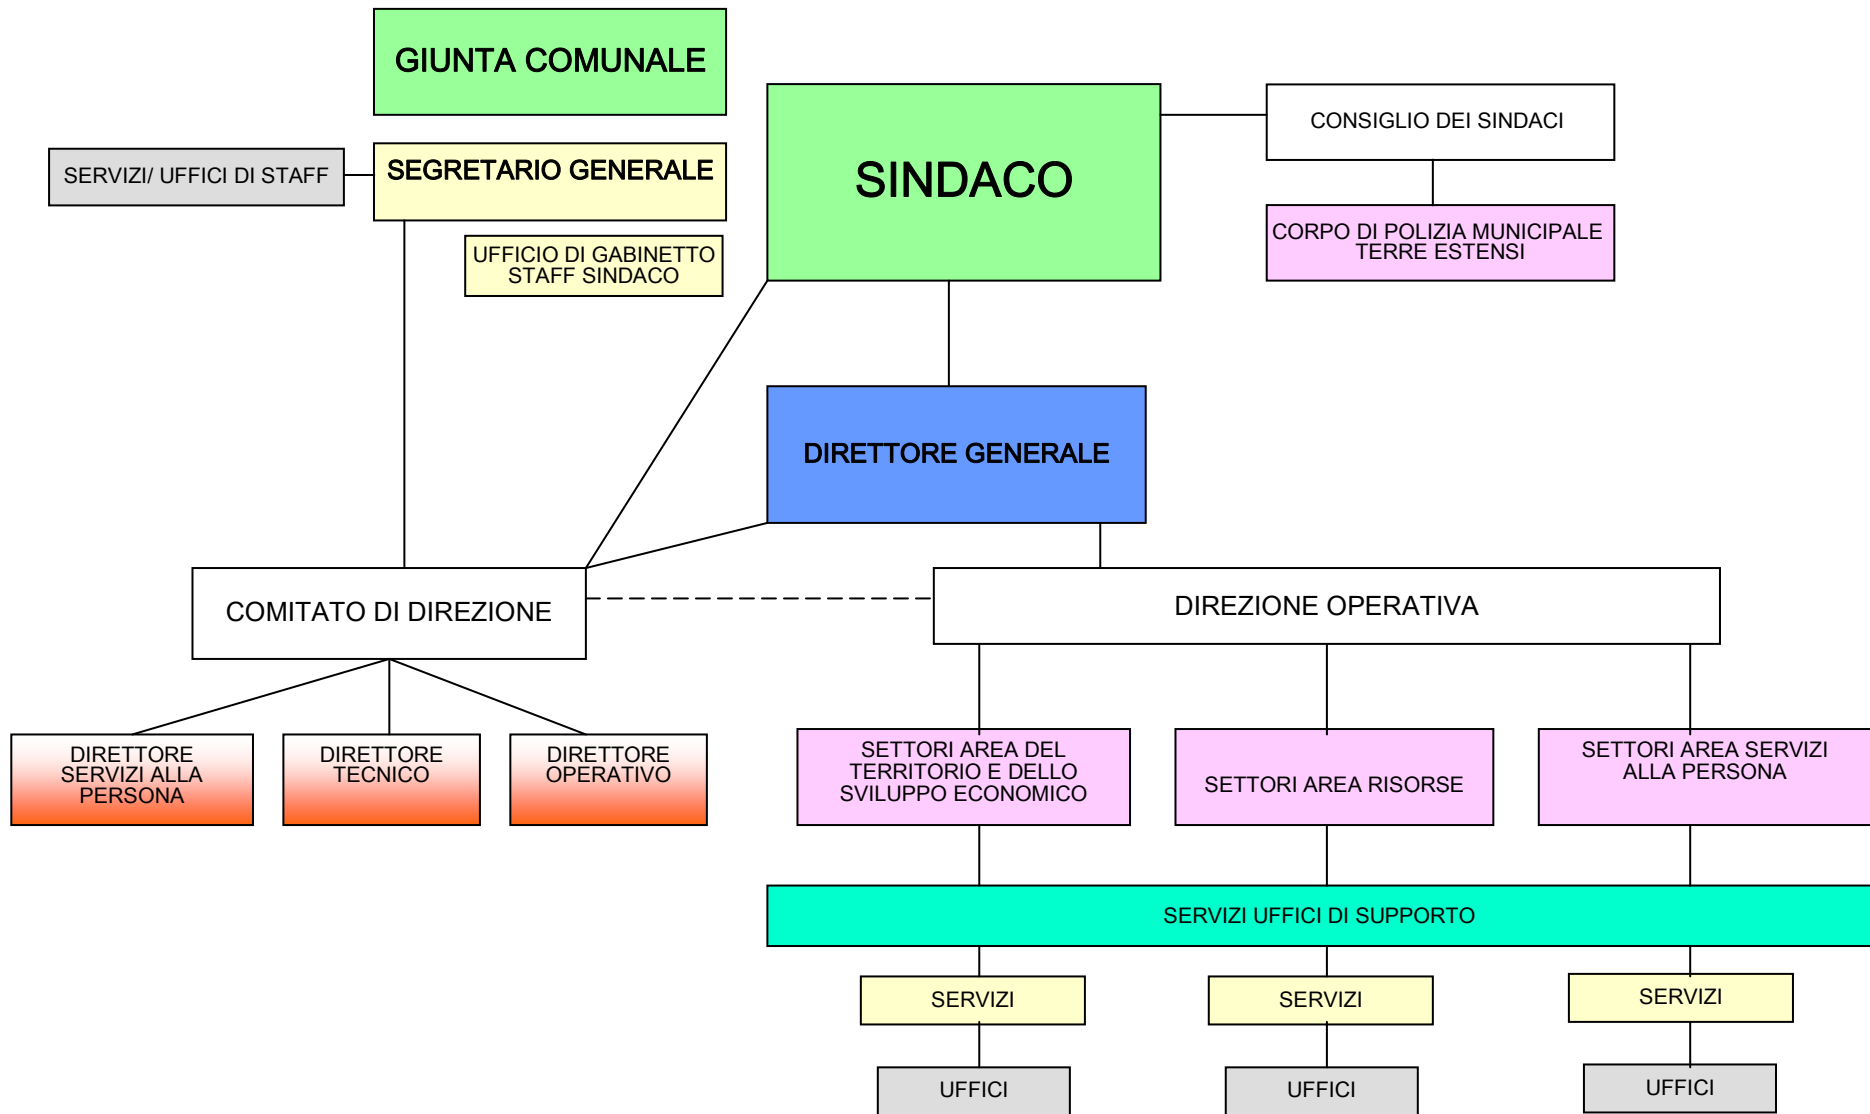 GIUNTA COMUNALE
SINDACO
CONSIGLIO DEI SINDACI
SERVIZI/ UFFICI DI STAFF
SEGRETARIO GENERALE
UFFICIO DI GABINETTO
STAFF SINDACO
CORPO DI POLIZIA MUNICIPALE
TERRE ESTENSI
DIRETTORE GENERALE
COMITATO DI DIREZIONE
DIREZIONE OPERATIVA
DIRETTORE
SERVIZI ALLA
PERSONA
DIRETTORE
TECNICO
DIRETTORE
OPERATIVO
SETTORI AREA DEL
TERRITORIO E DELLO
SVILUPPO ECONOMICO
SETTORI AREA RISORSE
SETTORI AREA SERVIZI
ALLA PERSONA
SERVIZI UFFICI DI SUPPORTO
SERVIZI
SERVIZI
SERVIZI
UFFICI
UFFICI
UFFICI